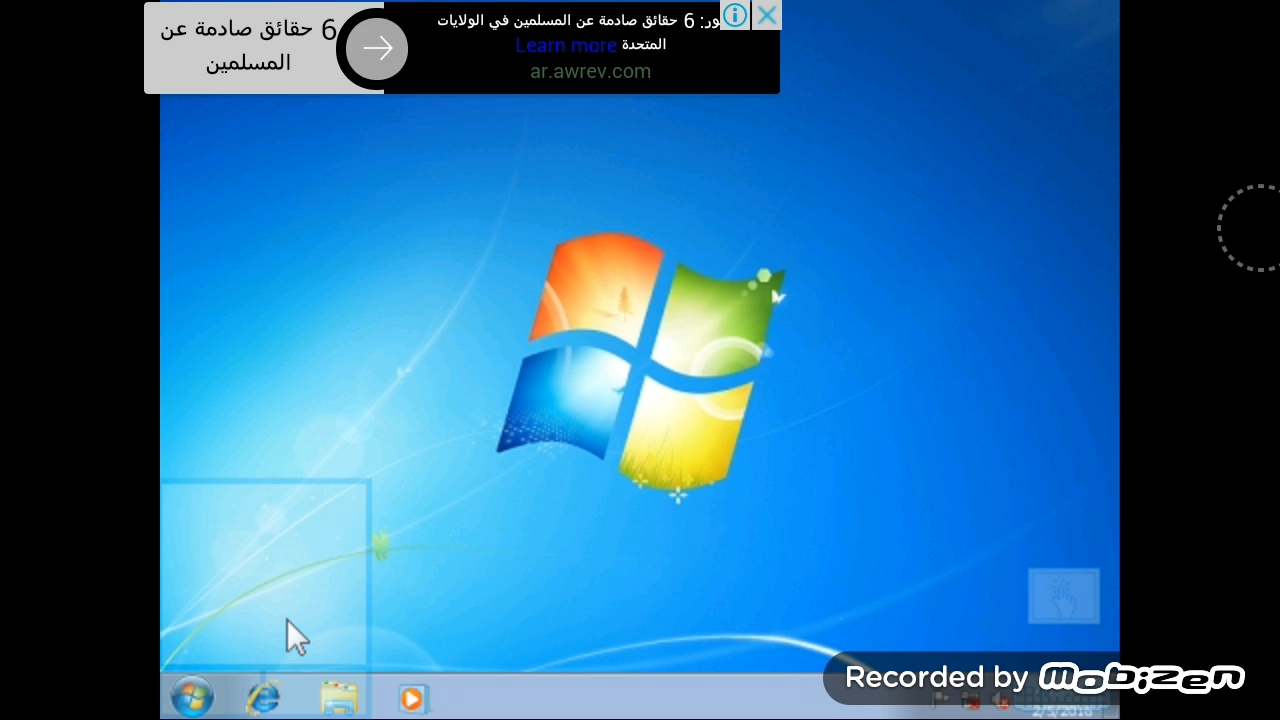 6 حقائق صادمة عن
المسلمين
6 حقائق صادمة عن المسلمين في الولايات
المتحدة Learn more
ar.awrev.com
Recorded by mobizen